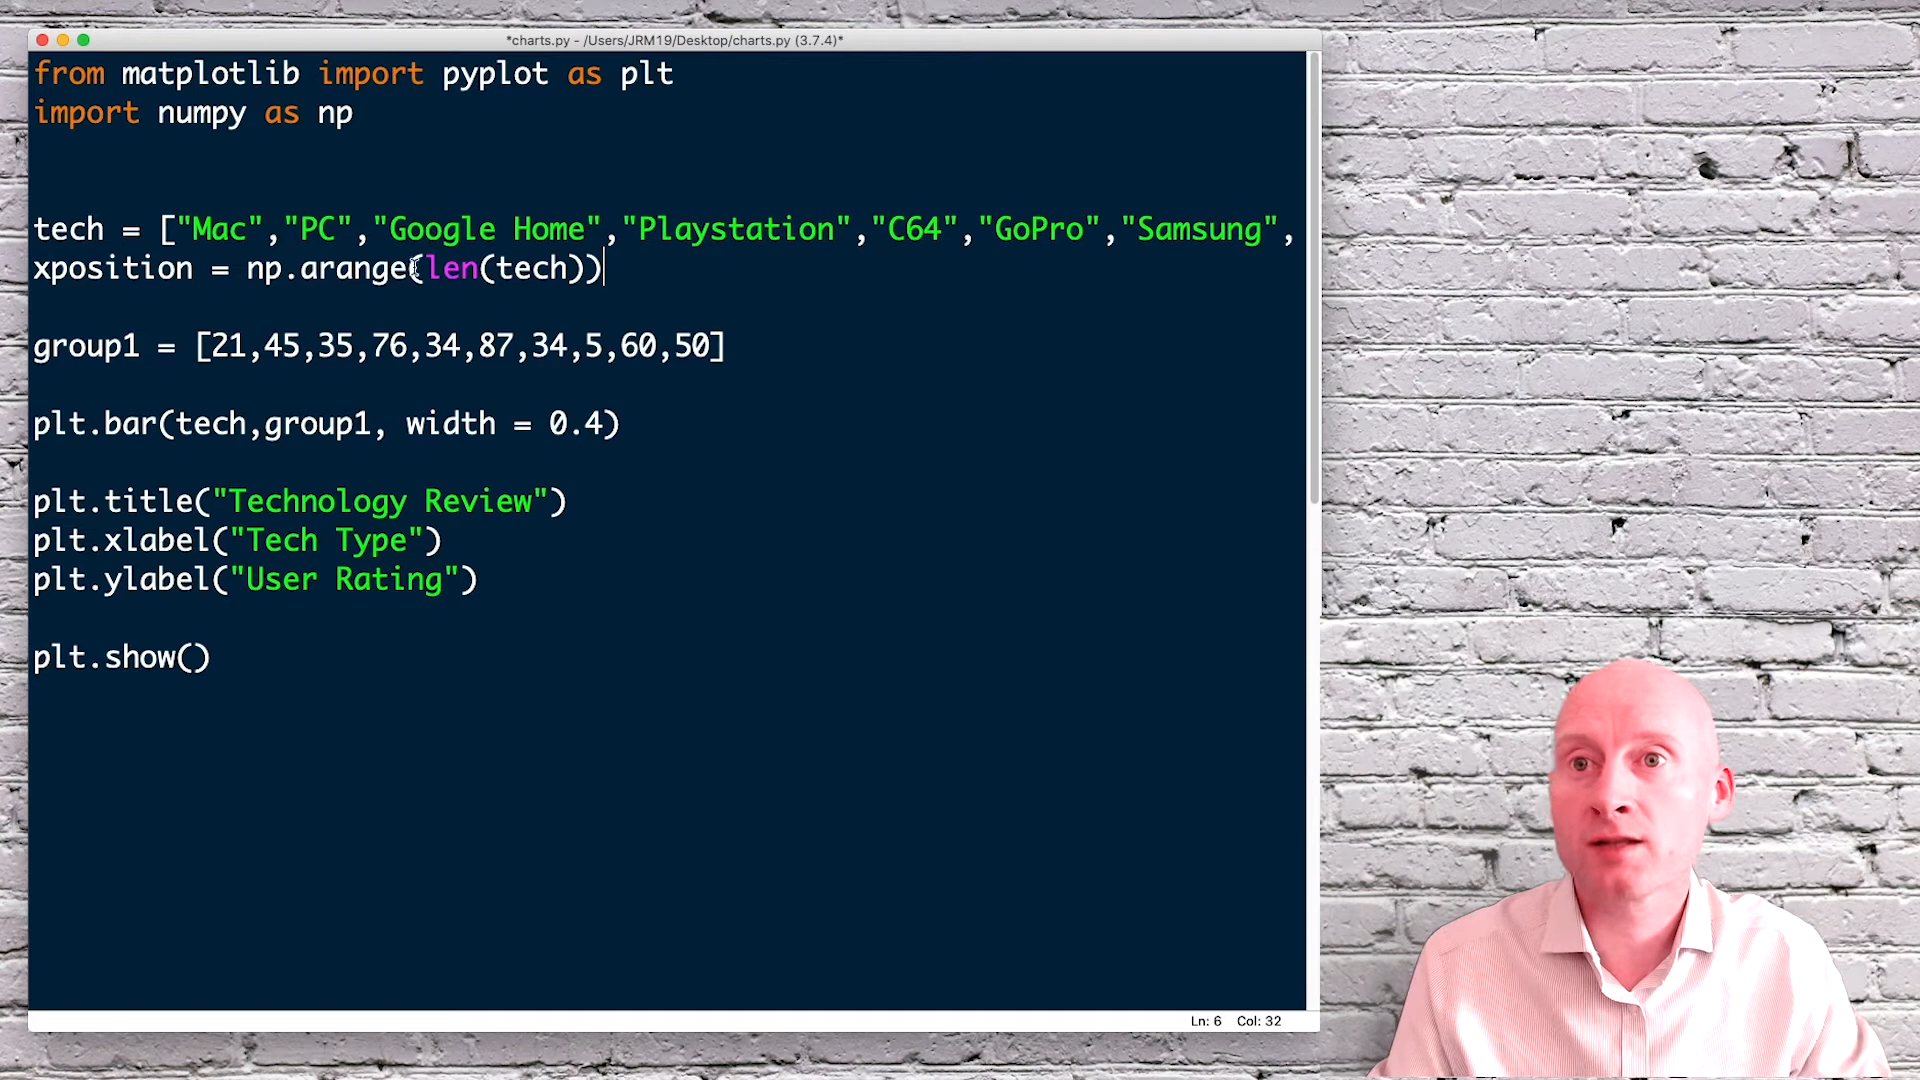 *charts.py - /Users/JRM19/Desktop/charts.py (3.7.4)*
from matplotlib import pyplot as plt
import numpy as np
tech = ["Mac","PC","Google Home","Playstation","C64","GoPro","Samsung",
xposition = np.arange(len(tech))
group1 = [21,45,35,76,34,87,34,5,60,50]
plt.bar(tech,group1, width = 0.4)
plt.title("Technology Review")
plt.xlabel("Tech Type")
plt.ylabel("User Rating")
plt.show()
Ln: 6 Col: 32